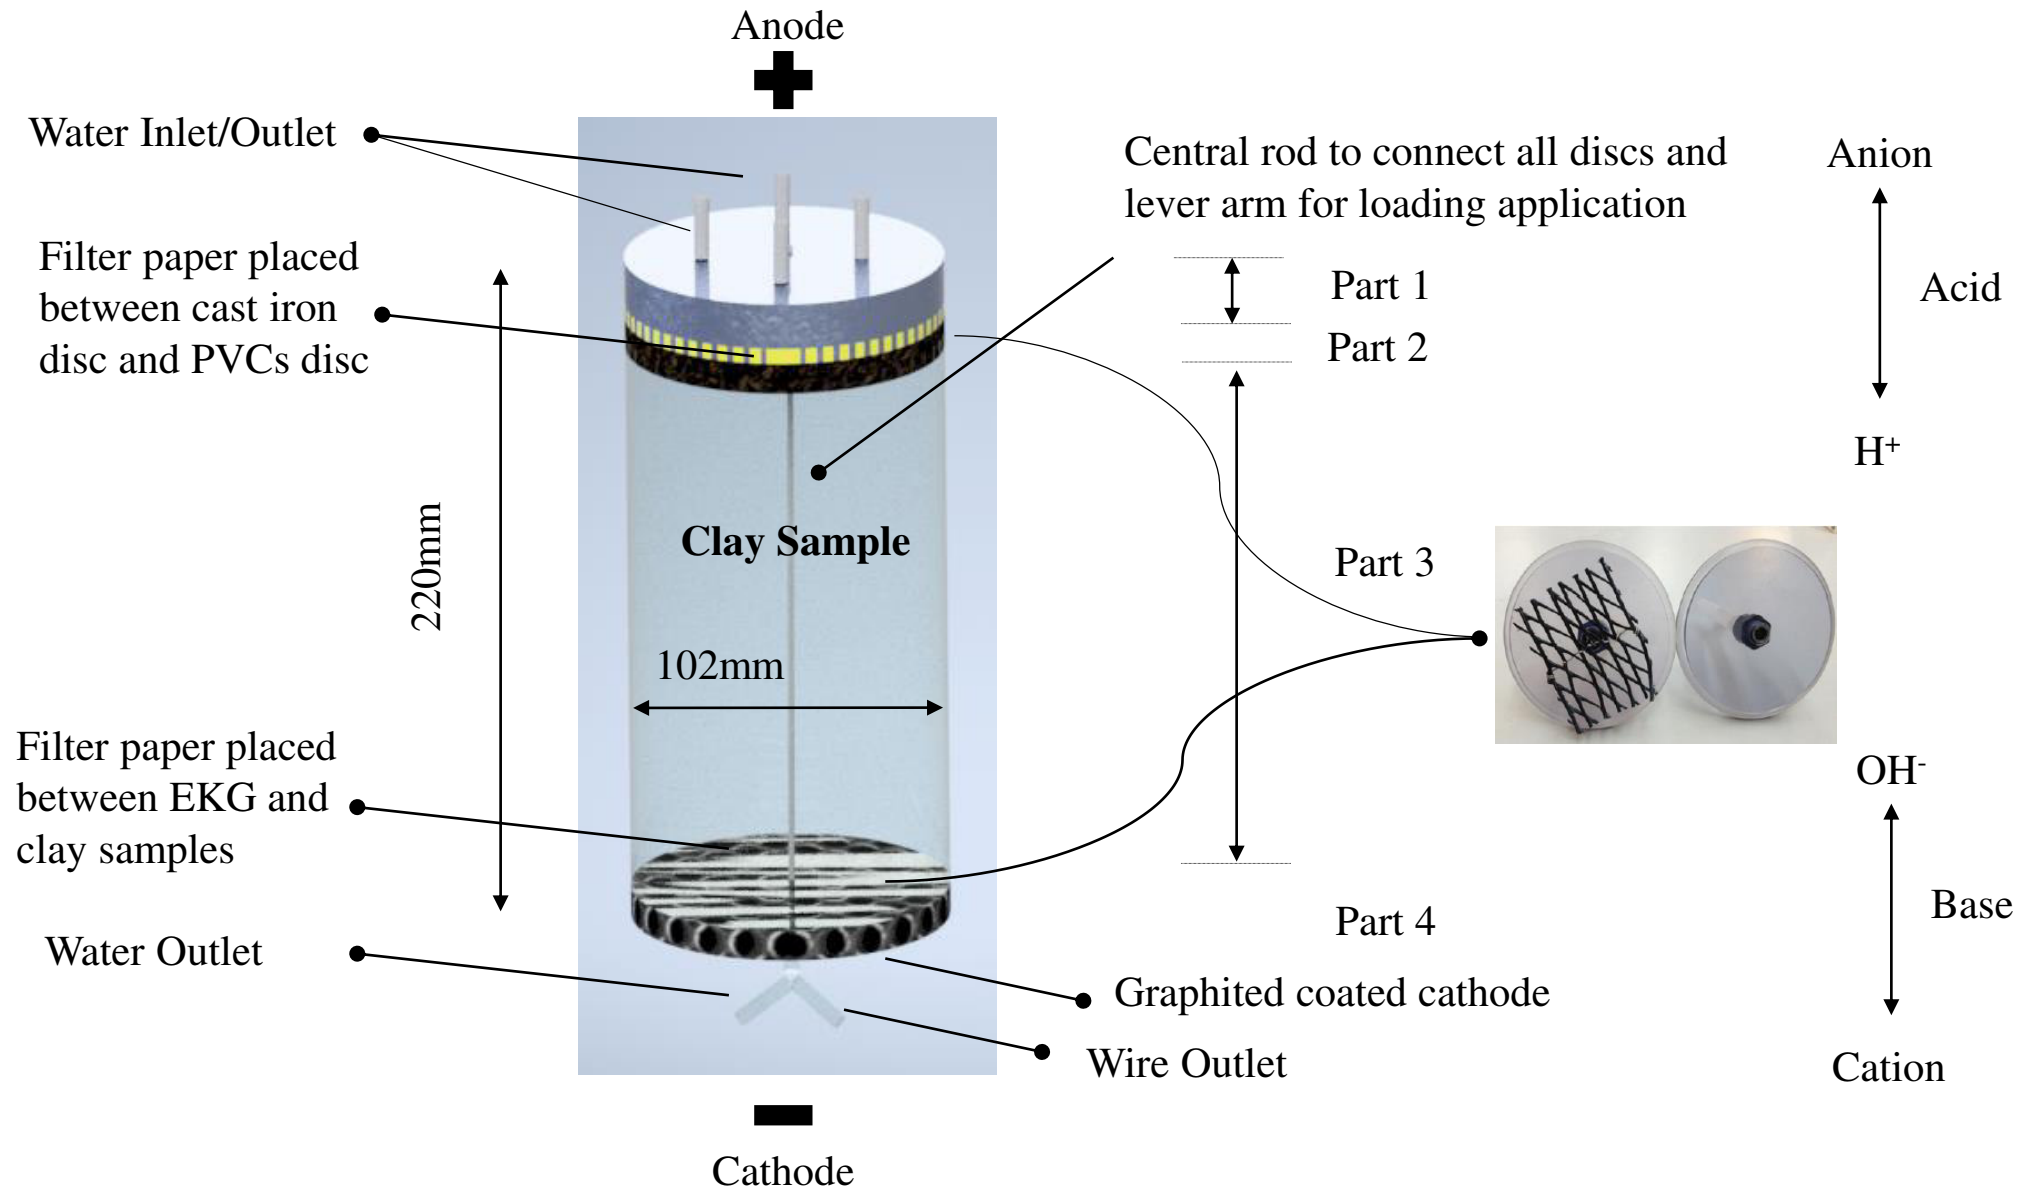 Anode
Water Inlet/Outlet
Central rod to connect all discs and
lever arm for loading application
Anion
Filter paper placed
between cast iron
disc and PVCs disc
Part 1
Acid
Part 2
H⁺
220mm
Clay Sample
Part 3
102mm
Filter paper placed
between EKG and
clay samples
OH⁻
Base
Part 4
Water Outlet
Graphited coated cathode
Wire Outlet
Cation
Cathode